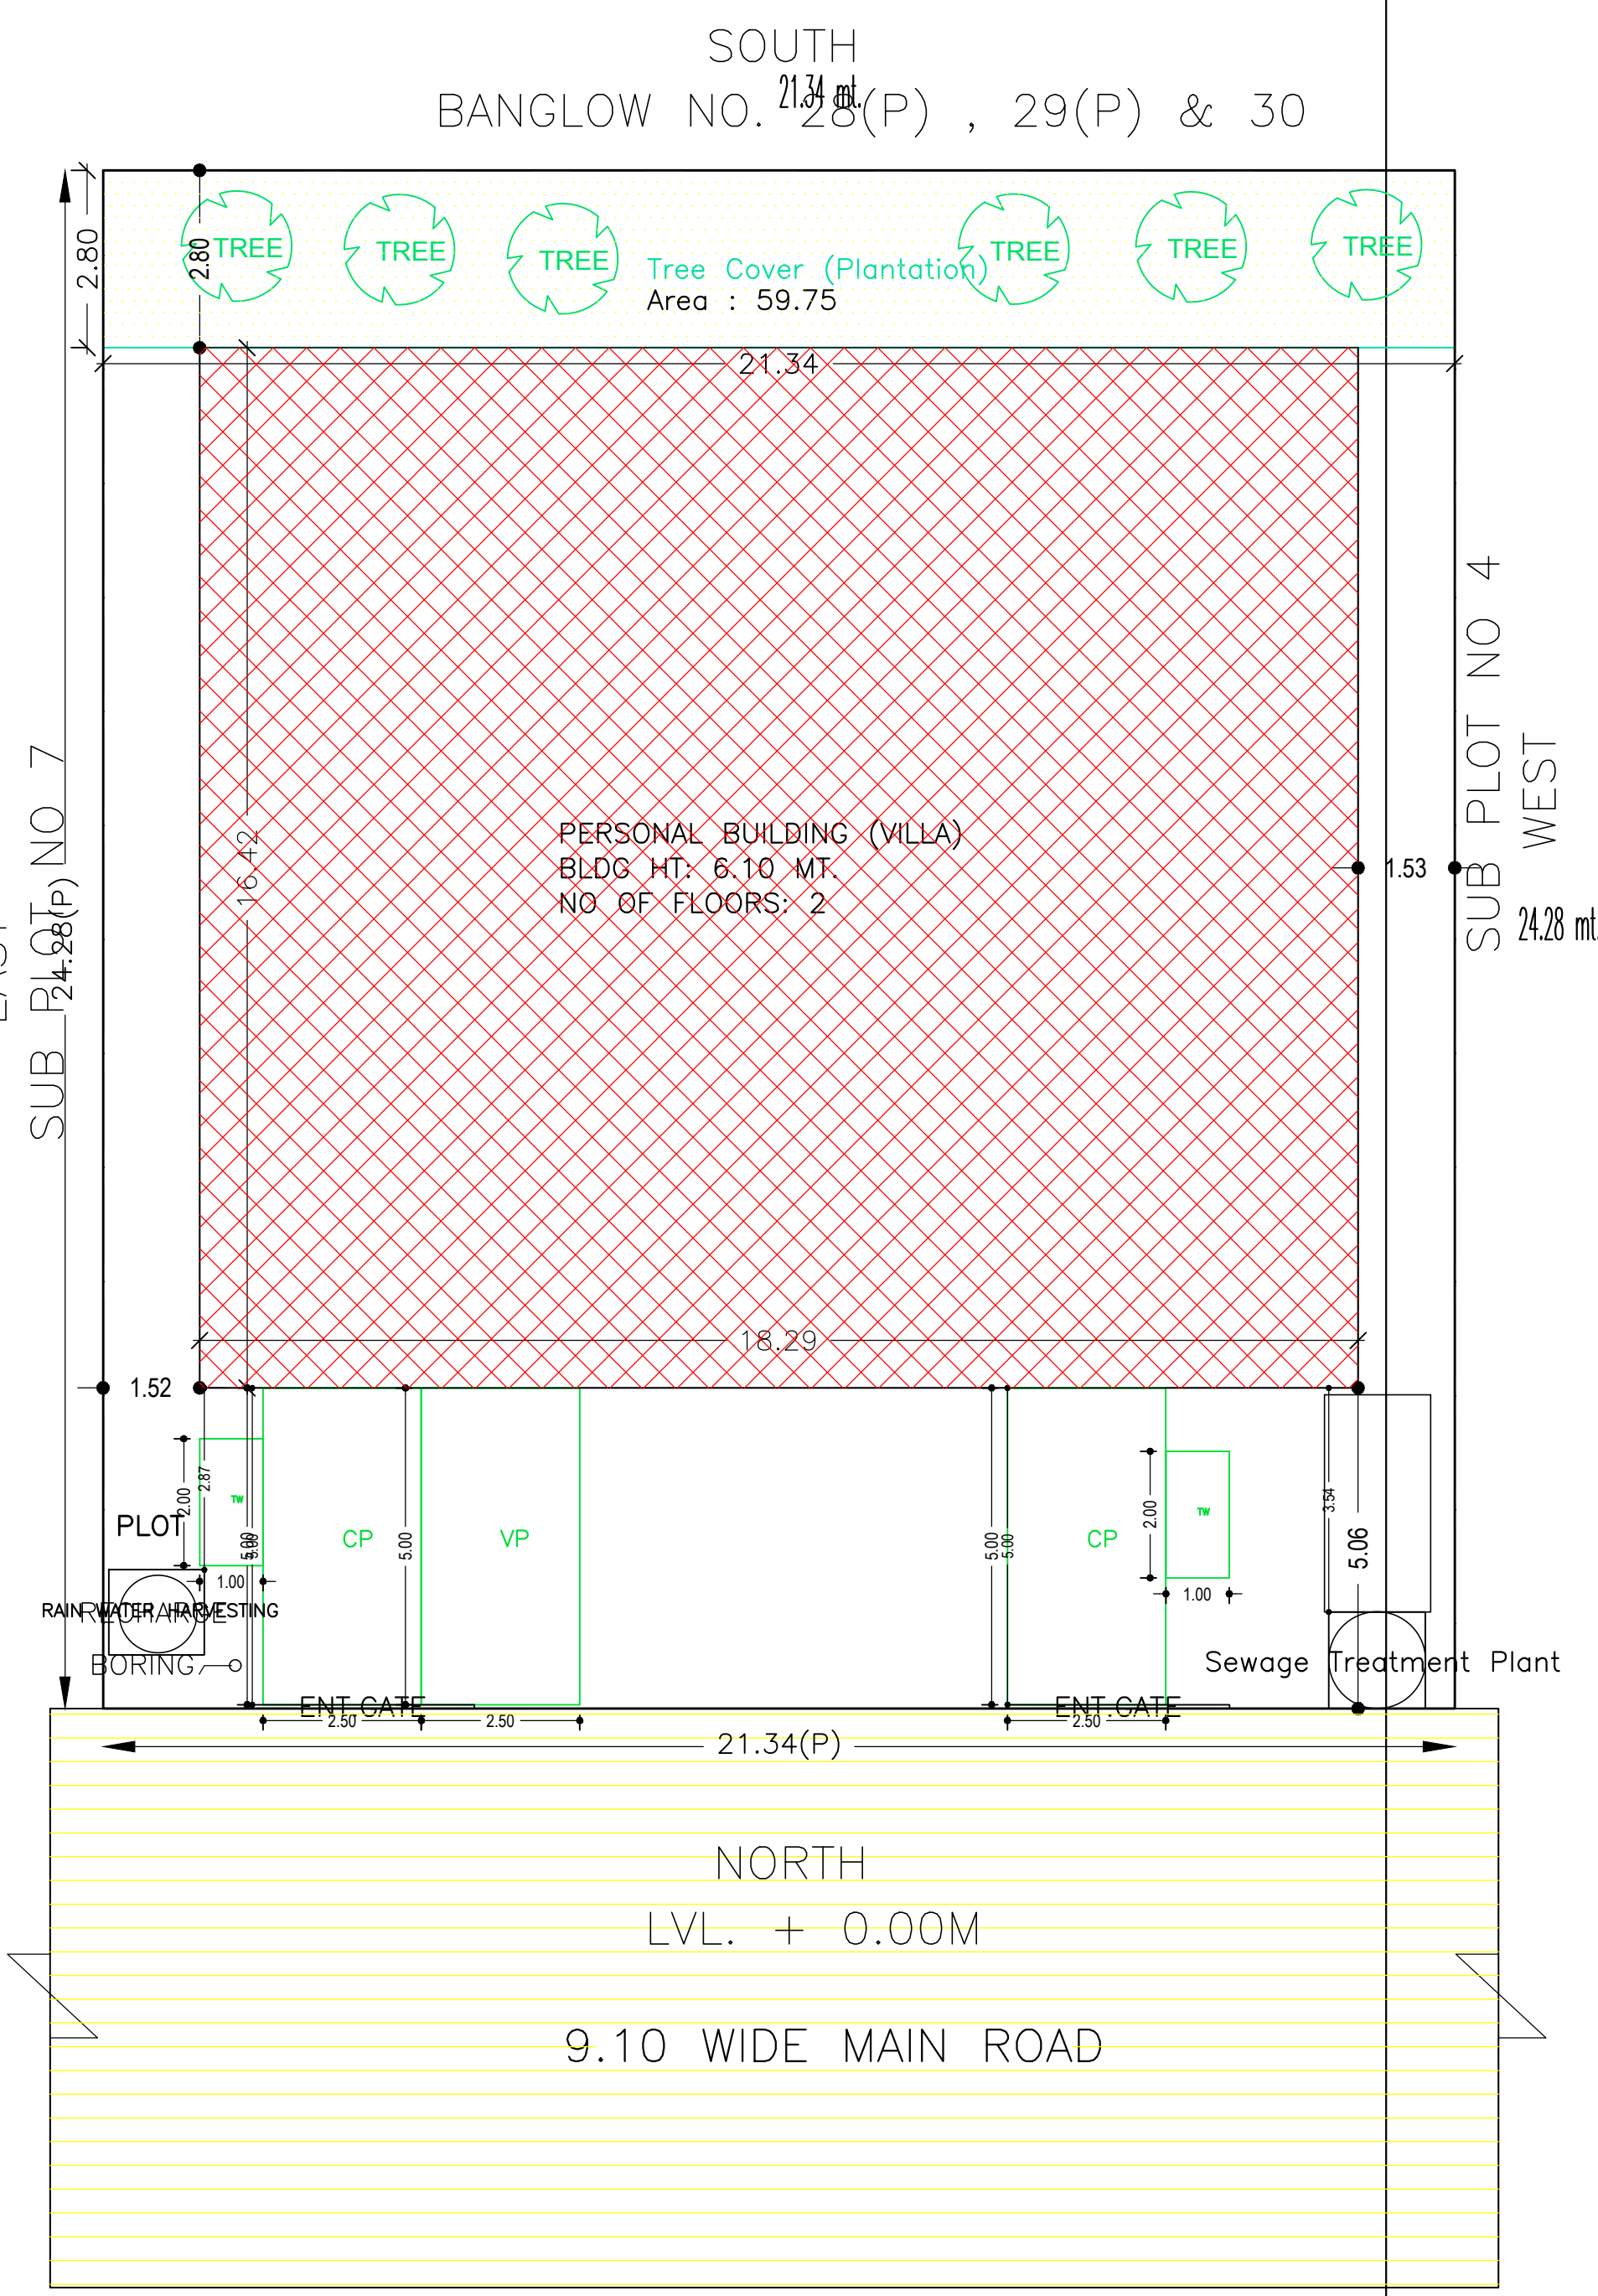 SOUTH
21.34 mt.
BANGLOW NO. 28(P) , 29(P) & 30
2.80
2.80
TREE
TREE
TREE
TREE
TREE
TREE
Tree Cover (Plantation)
Area : 59.75
21.34
EAST
SUB PLOT NO 7
24.28(P)
16.42
PERSONAL BUILDING (VILLA)
BLDG HT: 6.10 MT.
NO OF FLOORS: 2
1.53
SUB PLOT NO 4
WEST
24.28 mt.
18.29
1.52
2.00
2.87
TW
PLOT
1.00
5.00
5.00
CP
5.00
VP
5.00
5.00
CP
2.00
TW
1.00
3.54
5.06
RAIN WATER HARVESTING
RECHARGE
BORING
Sewage Treatment Plant
ENT.GATE
ENT.GATE
2.50
2.50
2.50
21.34(P)
NORTH
LVL. + 0.00M
9.10 WIDE MAIN ROAD